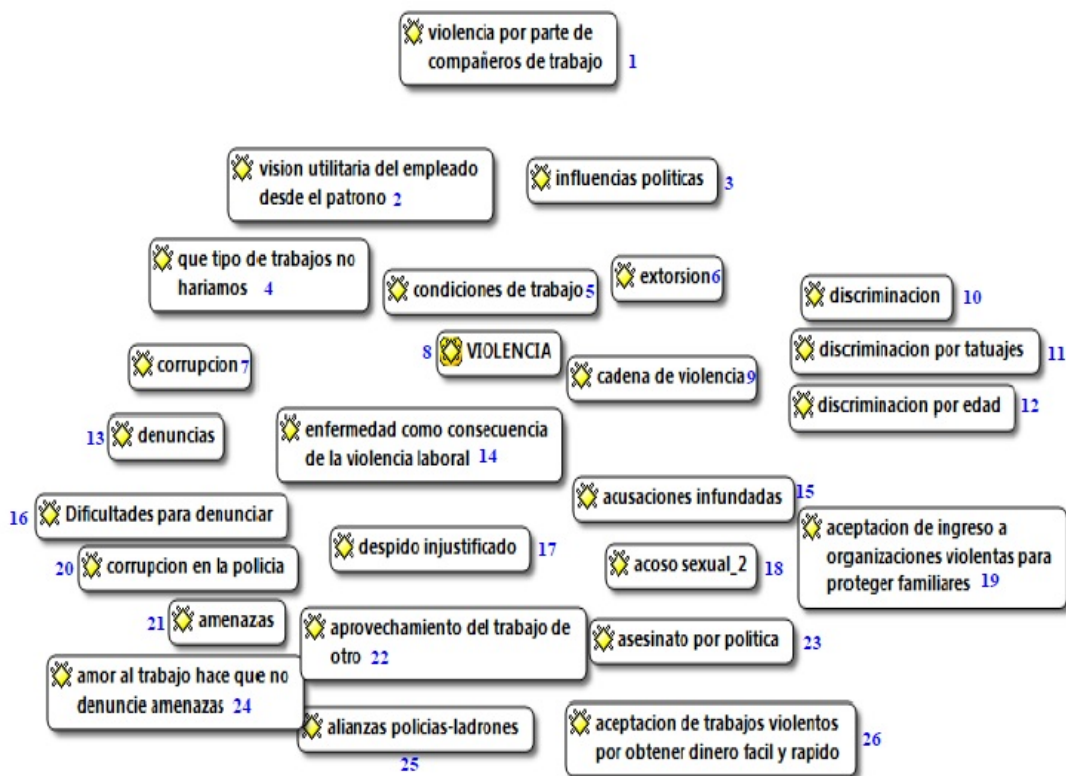 violencia por parte de
compañeros de trabajo 1
vision utilitaria del empleado
desde el patrono 2
influencias politicas 3
que tipo de trabajos no
hariamos 4
condiciones de trabajo 5
extorsion 6
corrupcion 7
8 VIOLENCIA
cadena de violencia 9
discriminacion 10
discriminacion por tatuajes 11
discriminacion por edad 12
13 denuncias
enfermedad como consecuencia
de la violencia laboral 14
acusaciones infundadas 15
16 Dificultades para denunciar
despido injustificado 17
acoso sexual_2 18
aceptacion de ingreso a
organizaciones violentas para
proteger familiares 19
20 corrupcion en la policia
21 amenazas
aprovechamiento del trabajo de
otro 22
asesinato por politica 23
amor al trabajo hace que no
denuncie amenazas 24
alianzas policias-ladrones
25
aceptacion de trabajos violentos
por obtener dinero facil y rapido 26